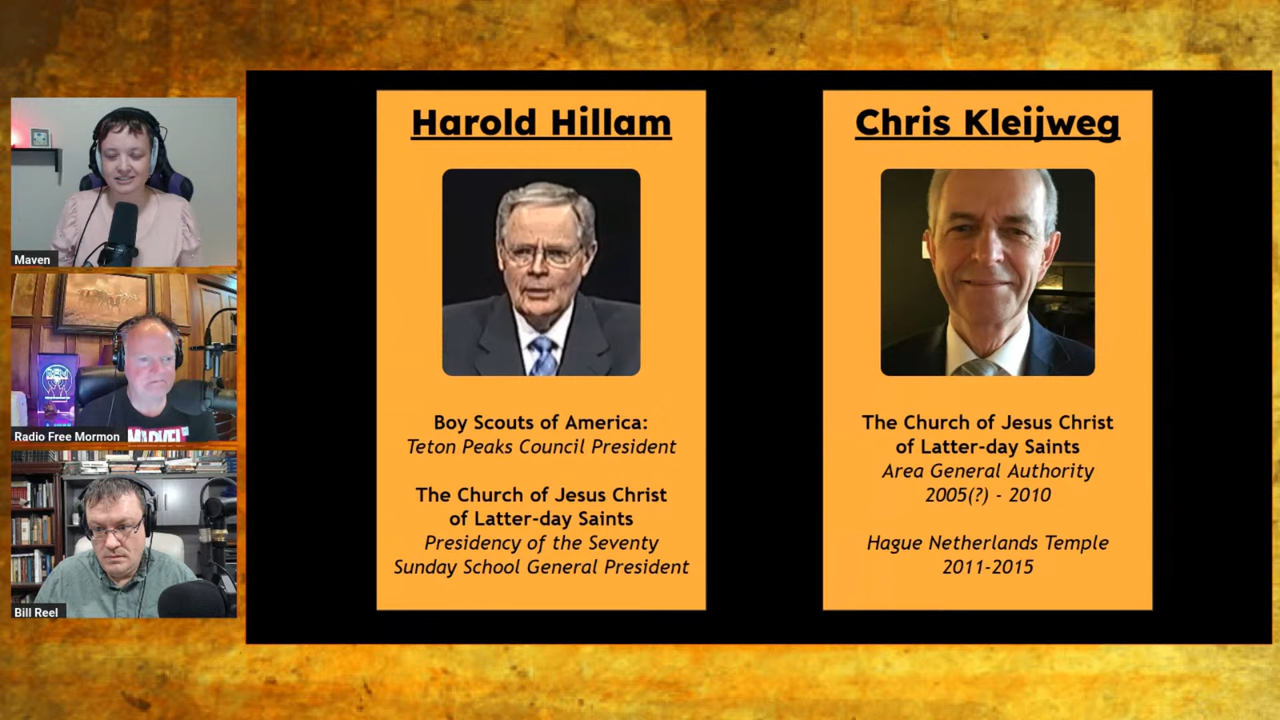 Maven
Radio Free Mormon
MARVEL
Bill Reel
Harold Hillam
Boy Scouts of America:
Teton Peaks Council President
The Church of Jesus Christ
of Latter-day Saints
Presidency of the Seventy
Sunday School General President
Chris Kleijweg
The Church of Jesus Christ
of Latter-day Saints
Area General Authority
2005(?) - 2010
Hague Netherlands Temple
2011-2015